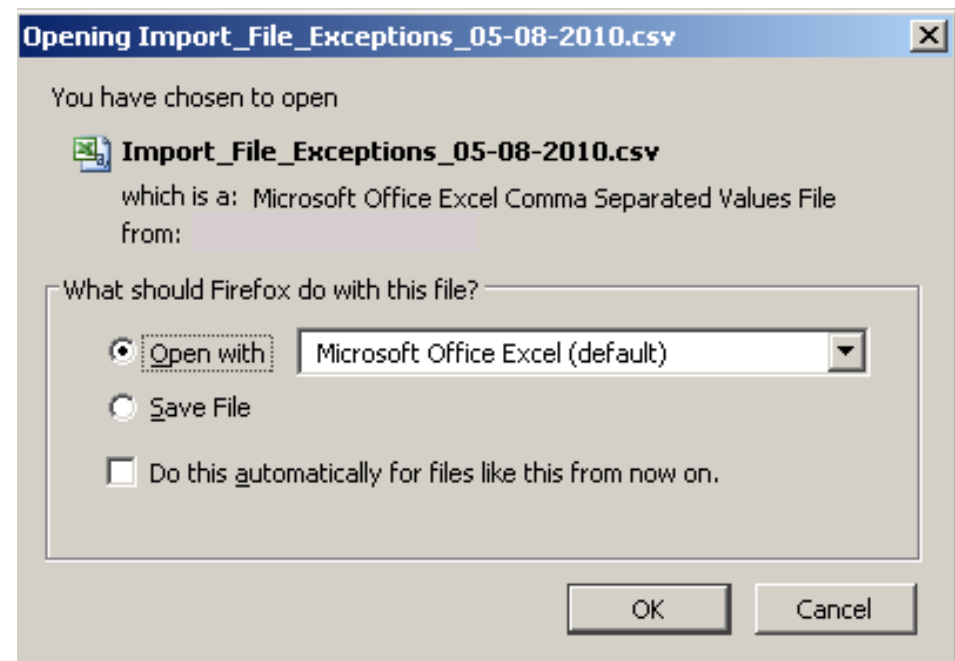 Opening Import_File_Exceptions_05-08-2010.csv
You have chosen to open
Import_File_Exceptions_05-08-2010.csv
which is a: Microsoft Office Excel Comma Separated Values File
from:
What should Firefox do with this file?
Open with Microsoft Office Excel (default)
Save File
Do this automatically for files like this from now on.
OK Cancel